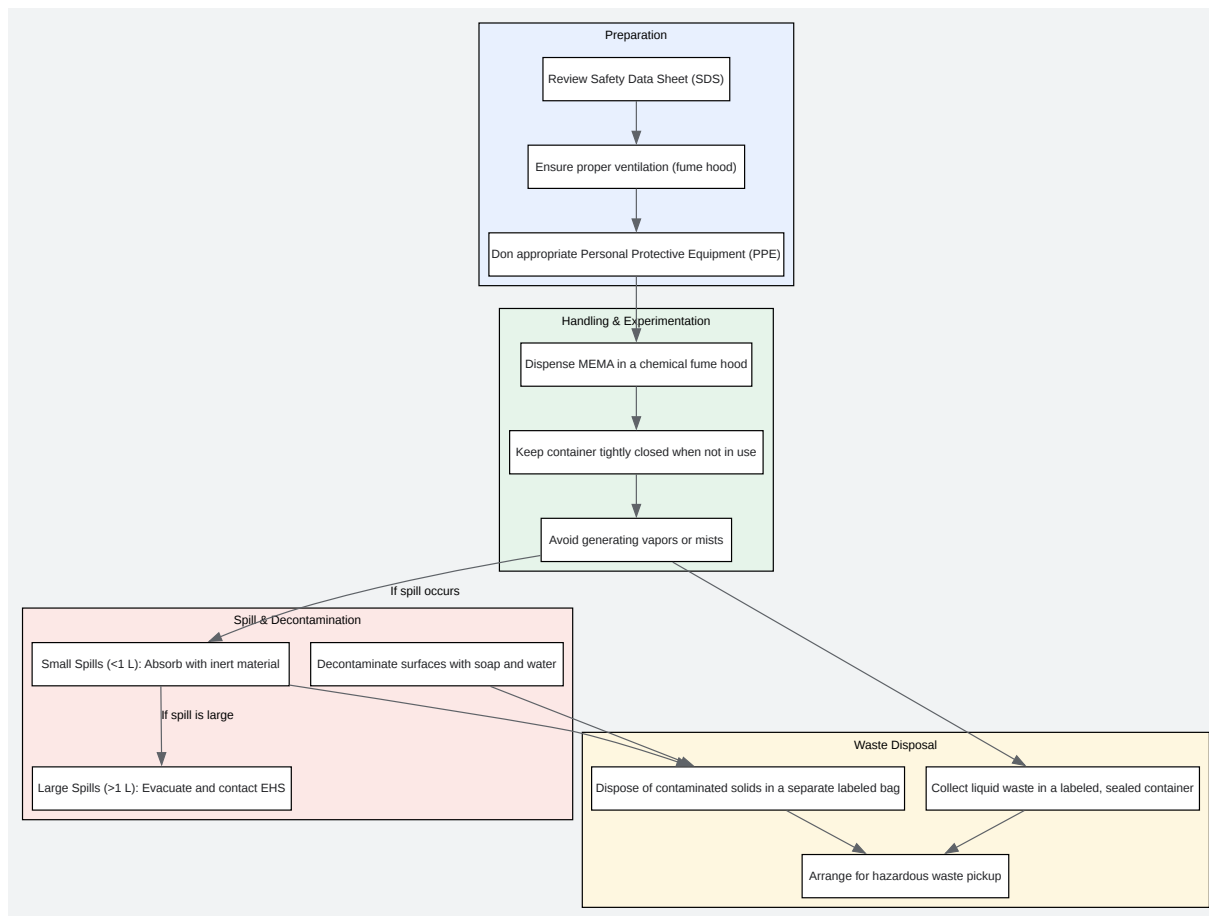 Preparation
Review Safety Data Sheet (SDS)
Ensure proper ventilation (fume hood)
Don appropriate Personal Protective Equipment (PPE)
Handling & Experimentation
Dispense MEMA in a chemical fume hood
Keep container tightly closed when not in use
Avoid generating vapors or mists
If spill occurs
Spill & Decontamination
Small Spills (<1 L): Absorb with inert material
Decontaminate surfaces with soap and water
If spill is large
Large Spills (>1 L): Evacuate and contact EHS
Waste Disposal
Dispose of contaminated solids in a separate labeled bag
Collect liquid waste in a labeled, sealed container
Arrange for hazardous waste pickup